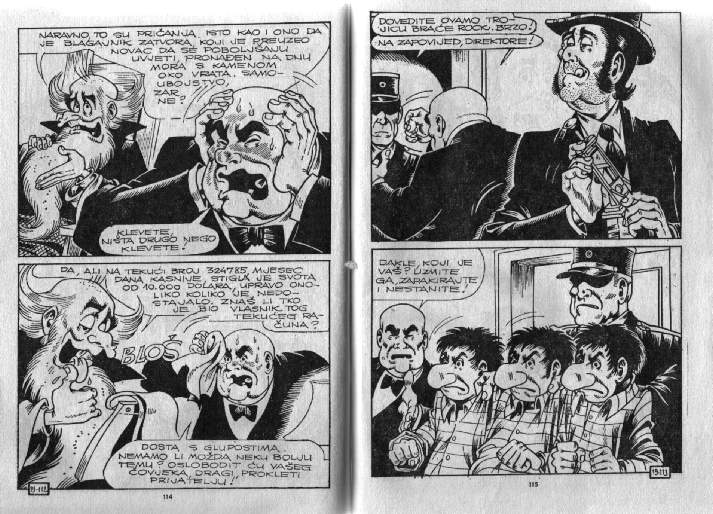 NARAVNO, TO SU PRIČANJA, ISTO KAO I ONO DA
JE BLAGAJNIK ZATVORA, KOJI JE PREUZEO
NOVAC DA SE POBOLJŠAJU
UVJETI, PRONAĐEN NA DNU
MORA S KAMENOM
OKO VRATA. SAMO-
UBOJSTVO,
ZAR
NE?
KLEVETE,
NIŠTA DRUGO NEGO
KLEVETE!
DA, ALI NA TEKUĆI BROJ 324785, MJESEC
DANA KASNIJE, STIGLA JE SVOTA
OD 10.000 DOLARA, UPRAVO ONO-
LIKO KOLIKO JE NEDO-
STAJALO. ZNAŠ LI TKO
JE BIO VLASNIK TOG
TEKUĆEG RA-
ČUNA?
BLOŠ
DOSTA S GLUPOSTIMA.
NEMAMO LI MOŽDA NEKU BOLJU
TEMU? OSLOBODIT ĆU VAŠEG
ČOVJEKA, DRAGI, PROKLETI
PRIJATELJU!
114
DOVEDITE OVAMO TRO-
JICU BRAĆE ROCK. BRZO!
NA ZAPOVIJED, DIREKTORE!
DAKLE, KOJI JE
VAŠ? UZMITE
GA, ZAPAKIRAJTE
I NESTANITE!
115